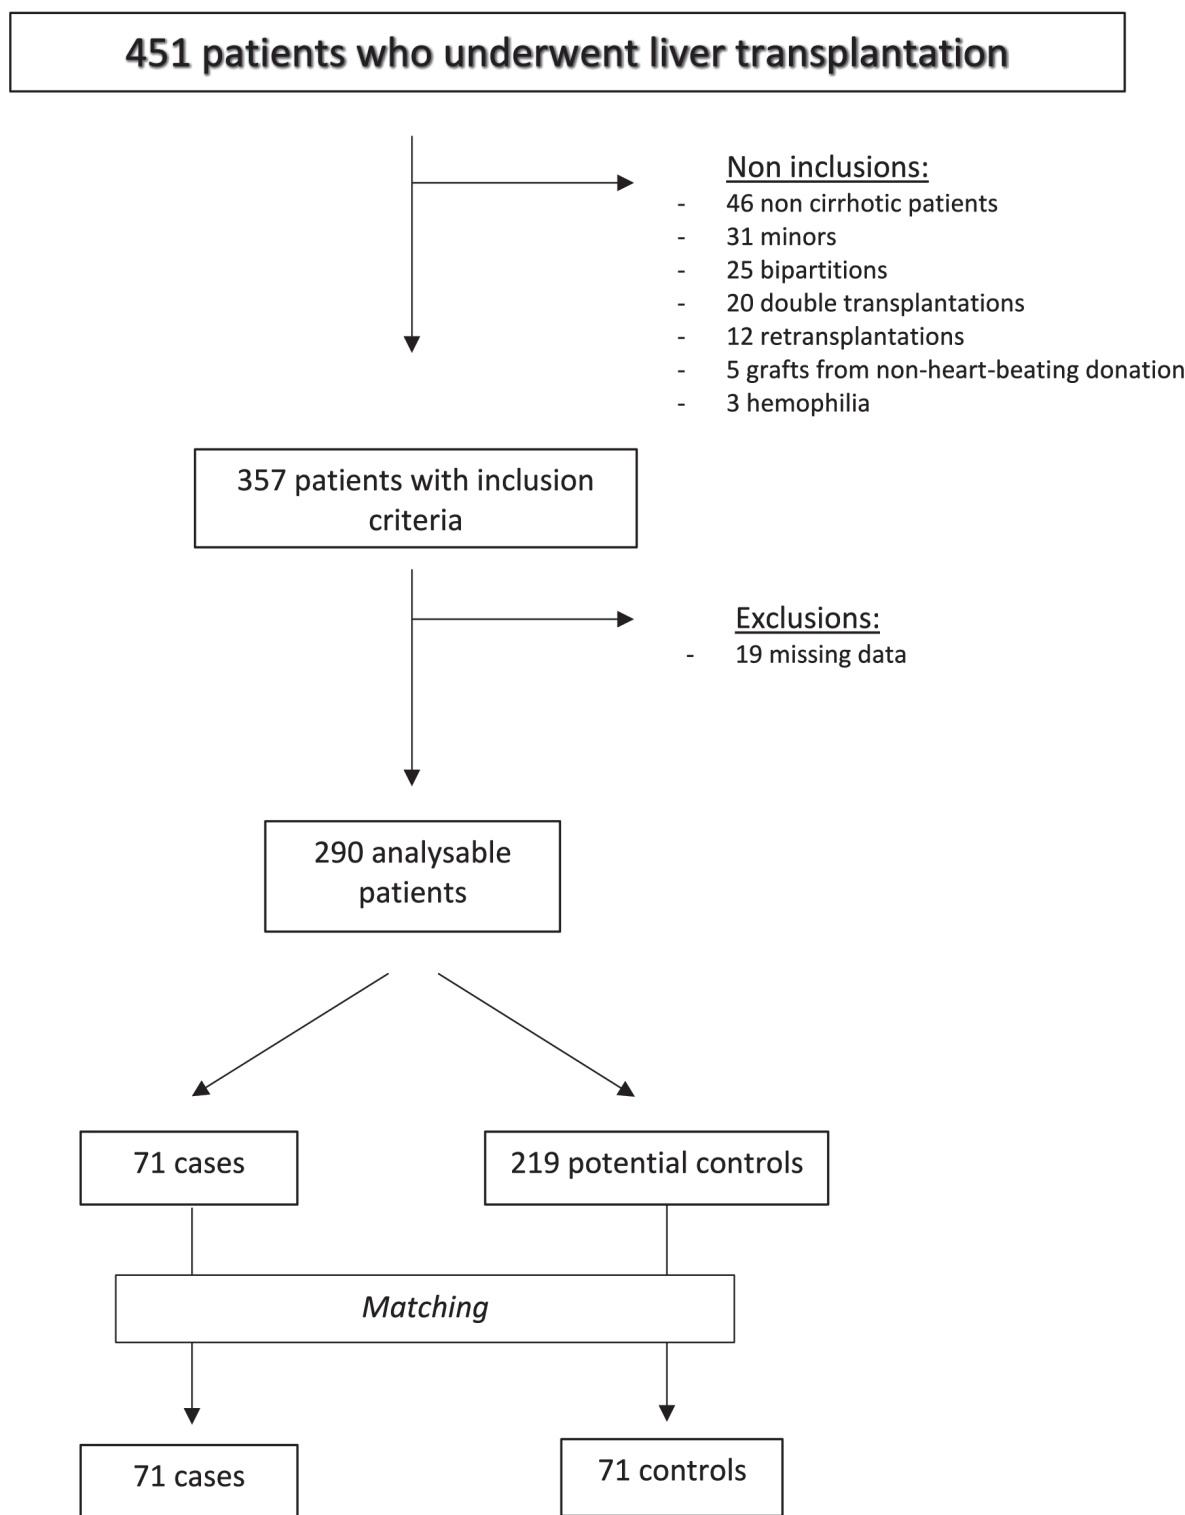 451 patients who underwent liver transplantation
Non inclusions:
- 46 non cirrhotic patients
- 31 minors
- 25 bipartitions
- 20 double transplantations
- 12 retransplantations
- 5 grafts from non-heart-beating donation
- 3 hemophilia
357 patients with inclusion
criteria
Exclusions:
- 19 missing data
290 analysable
patients
71 cases
219 potential controls
Matching
71 cases
71 controls